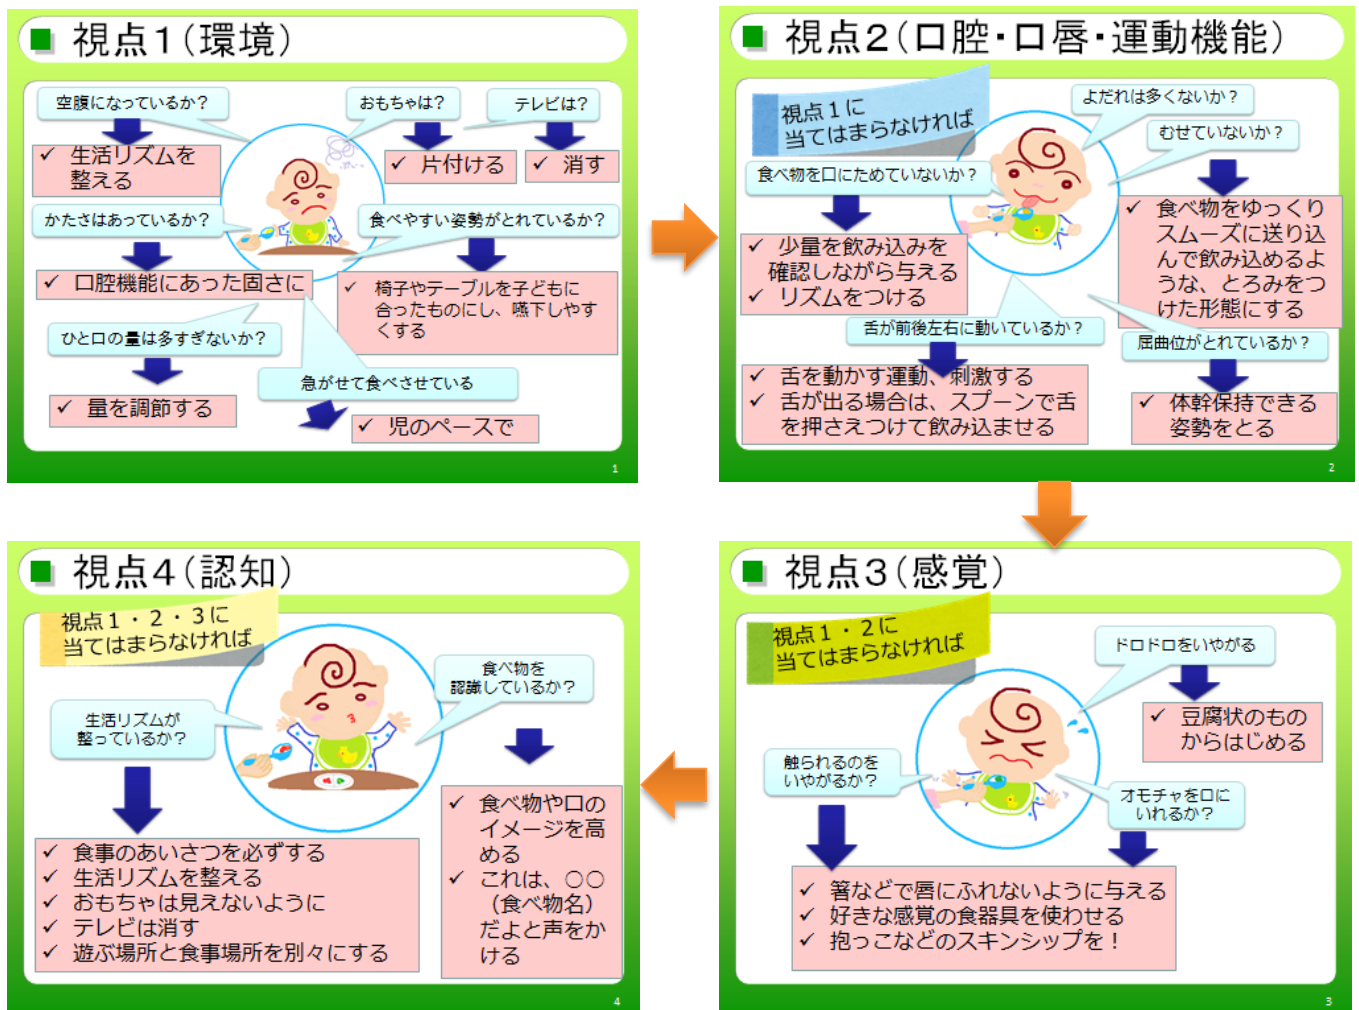 視点1(環境)
空腹になっているか?
おもちゃは?
テレビは?
✓ 生活リズムを
整える
✓ 片付ける
✓ 消す
かたさはあっているか?
食べやすい姿勢がとれているか?
✓ 口腔機能にあった固さに
✓ 椅子やテーブルを子どもに
合ったものにし、嚥下しやす
くする
ひと口の量は多すぎないか?
急がせて食べさせている
✓ 量を調節する
✓ 児のペースで
1
視点2(口腔・口唇・運動機能)
視点1に
当てはまらなければ
よだれは多くないか?
むせていないか?
食べ物を口にためていないか?
✓ 少量を飲み込みを
確認しながら与える
✓ リズムをつける
✓ 食べ物をゆっくり
スムーズに送り込
んで飲み込めるよ
うな、とろみをつ
けた形態にする
舌が前後左右に動いているか?
屈曲位がとれているか?
✓ 舌を動かす運動、刺激する
✓ 舌が出る場合は、スプーンで舌
を押さえつけて飲み込ませる
✓ 体幹保持できる
姿勢をとる
2
視点3(感覚)
視点1・2に
当てはまらなければ
ドロドロをいやがる
✓ 豆腐状のもの
からはじめる
触られるのを
いやがるか?
オモチャを口に
いれるか?
✓ 箸などで唇にふれないように与える
✓ 好きな感覚の食器具を使わせる
✓ 抱っこなどのスキンシップを!
3
視点4(認知)
視点1・2・3に
当てはまらなければ
食べ物を
認識しているか?
生活リズムが
整っているか?
✓ 食事のあいさつを必ずする
✓ 生活リズムを整える
✓ おもちゃは見えないように
✓ テレビは消す
✓ 遊ぶ場所と食事場所を別々にする
✓ 食べ物や口の
イメージを高
める
✓ これは、○○
(食べ物名)
だよと声をか
ける
4